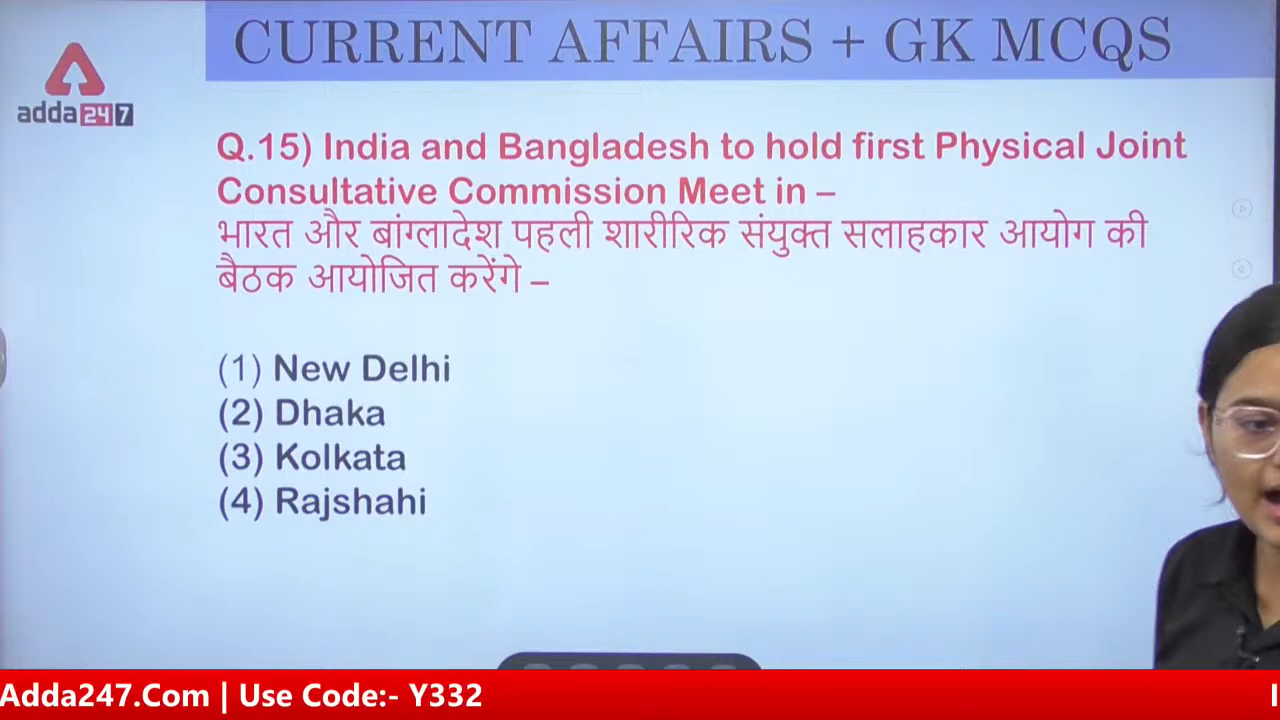 CURRENT AFFAIRS + GK MCQS
adda247
Q.15) India and Bangladesh to hold first Physical Joint
Consultative Commission Meet in –
भारत और बांग्लादेश पहली शारीरिक संयुक्त सलाहकार आयोग की
बैठक आयोजित करेंगे –
(1) New Delhi
(2) Dhaka
(3) Kolkata
(4) Rajshahi
Adda247.Com | Use Code:- Y332